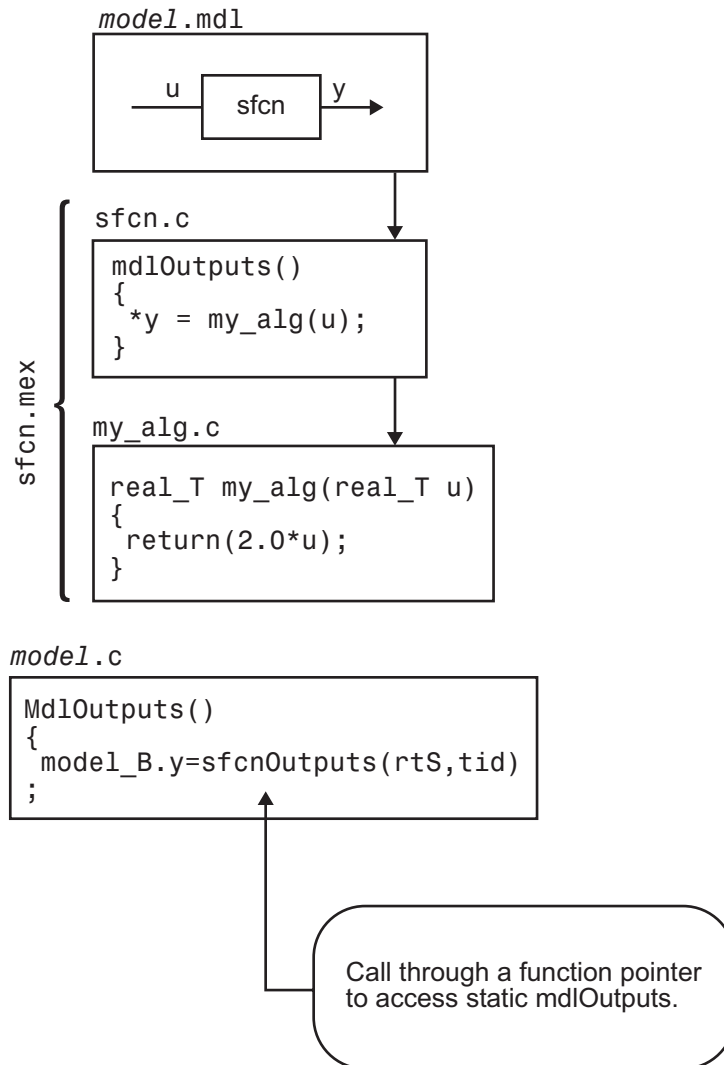 model.mdl
u
sfcn
y
sfcn.c
mdlOutputs()
{
*y = my_alg(u);
}
sfcn.mex
my_alg.c
real_T my_alg(real_T u)
{
return(2.0*u);
}
model.c
MdlOutputs()
{
model_B.y=sfcnOutputs(rtS,tid)
;
Call through a function pointer
to access static mdlOutputs.